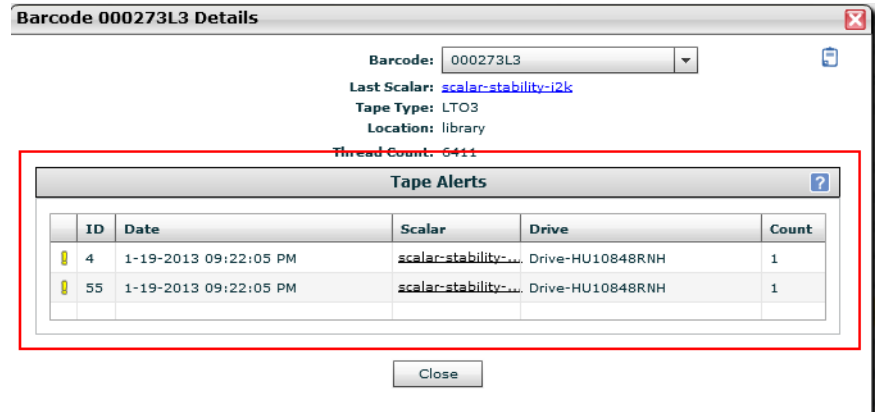 Barcode 000273L3 Details
Barcode: 000273L3
Last Scalar: scalar-stability-i2k
Tape Type: LTO3
Location: library
Thread Count: 6411
Tape Alerts ?
ID Date Scalar Drive Count
4 1-19-2013 09:22:05 PM scalar-stability-... Drive-HU10848RNH 1
55 1-19-2013 09:22:05 PM scalar-stability-... Drive-HU10848RNH 1
Close